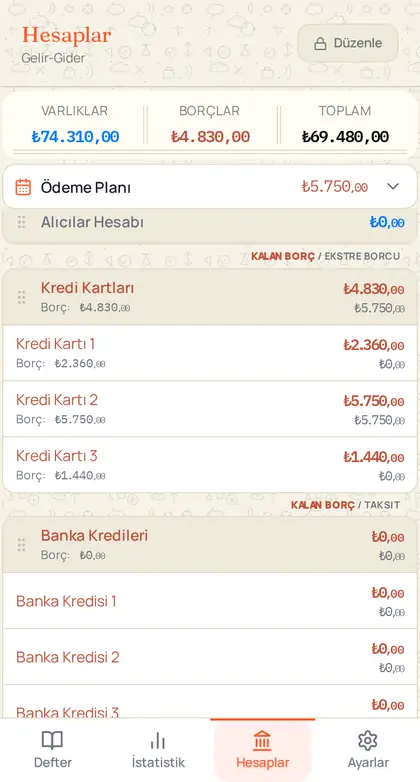 Hesaplar
Gelir-Gider
Düzenle
VARLIKLAR BORÇLAR TOPLAM
₺74.310,00 ₺4.830,00 ₺69.480,00
Ödeme Planı ₺5.750,00
Alıcılar Hesabı ₺0,00
KALAN BORÇ / EKSTRE BORCU
Kredi Kartları ₺4.830,00
Borç: ₺4.830,00 ₺5.750,00
Kredi Kartı 1 ₺2.360,00
Borç: ₺2.360,00 ₺0,00
Kredi Kartı 2 ₺5.750,00
Borç: ₺5.750,00 ₺5.750,00
Kredi Kartı 3 ₺1.440,00
Borç: ₺1.440,00 ₺0,00
KALAN BORÇ / TAKSIT
Banka Kredileri ₺0,00
Borç: ₺0,00 ₺0,00
Banka Kredisi 1 ₺0,00
₺0,00
Banka Kredisi 2 ₺0,00
₺0,00
Banka Kredisi 3 ₺0,00
Defter İstatistik Hesaplar Ayarlar